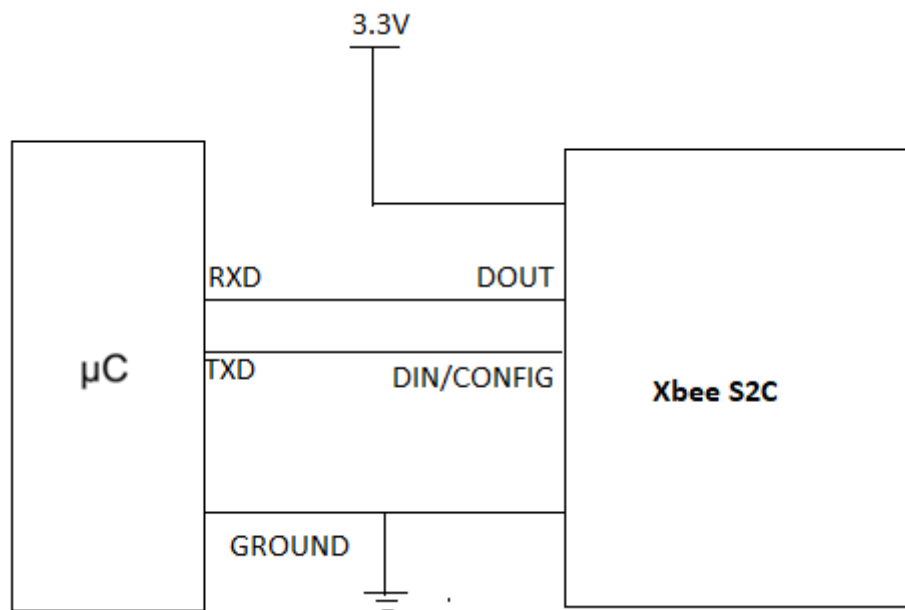 3.3V
RXD
DOUT
µC
TXD
DIN/CONFIG
Xbee S2C
GROUND